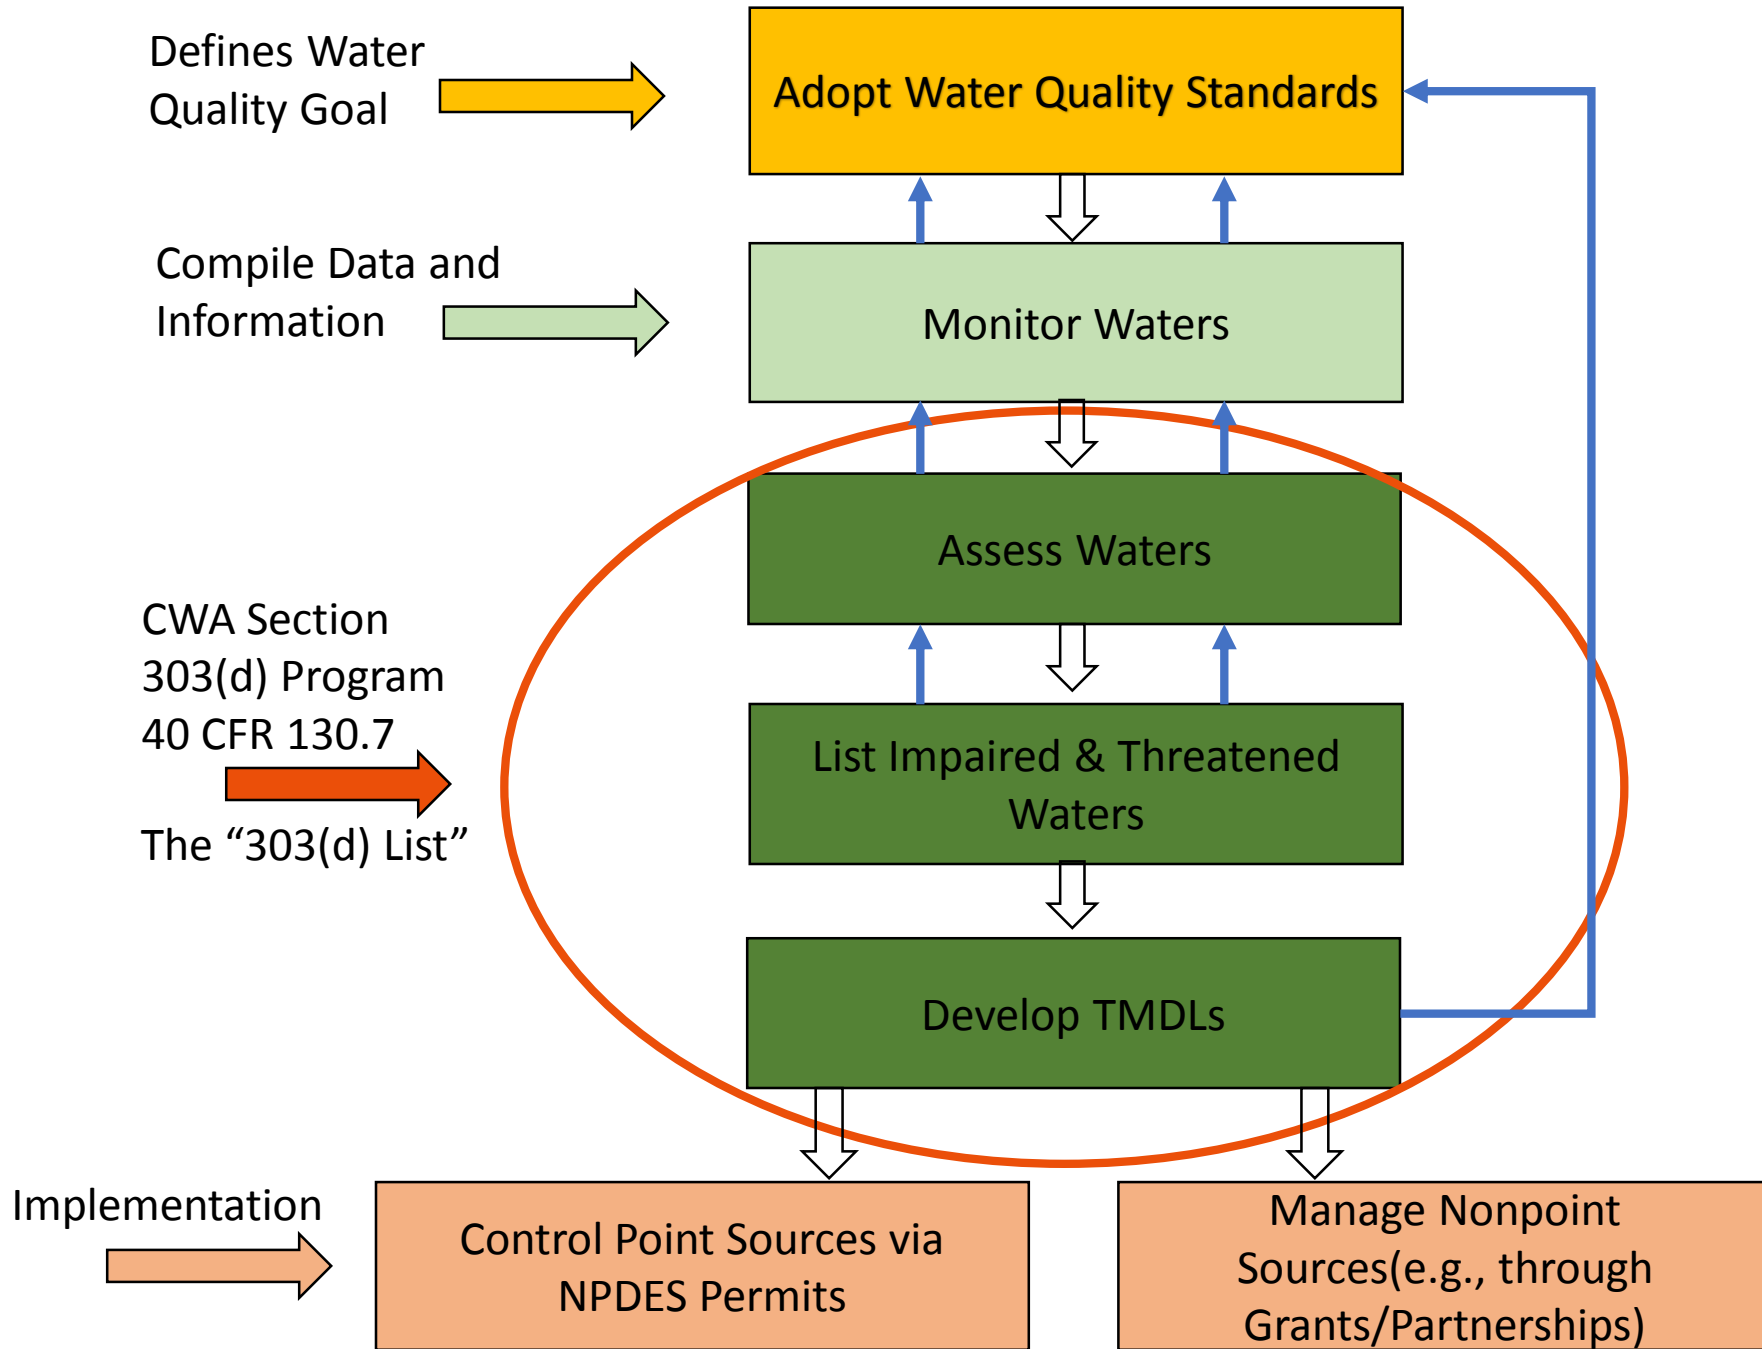 Defines Water
Quality Goal
Adopt Water Quality Standards
Compile Data and
Information
Monitor Waters
Assess Waters
CWA Section
303(d) Program
40 CFR 130.7
The “303(d) List”
List Impaired & Threatened
Waters
Develop TMDLs
Implementation
Control Point Sources via
NPDES Permits
Manage Nonpoint
Sources(e.g., through
Grants/Partnerships)